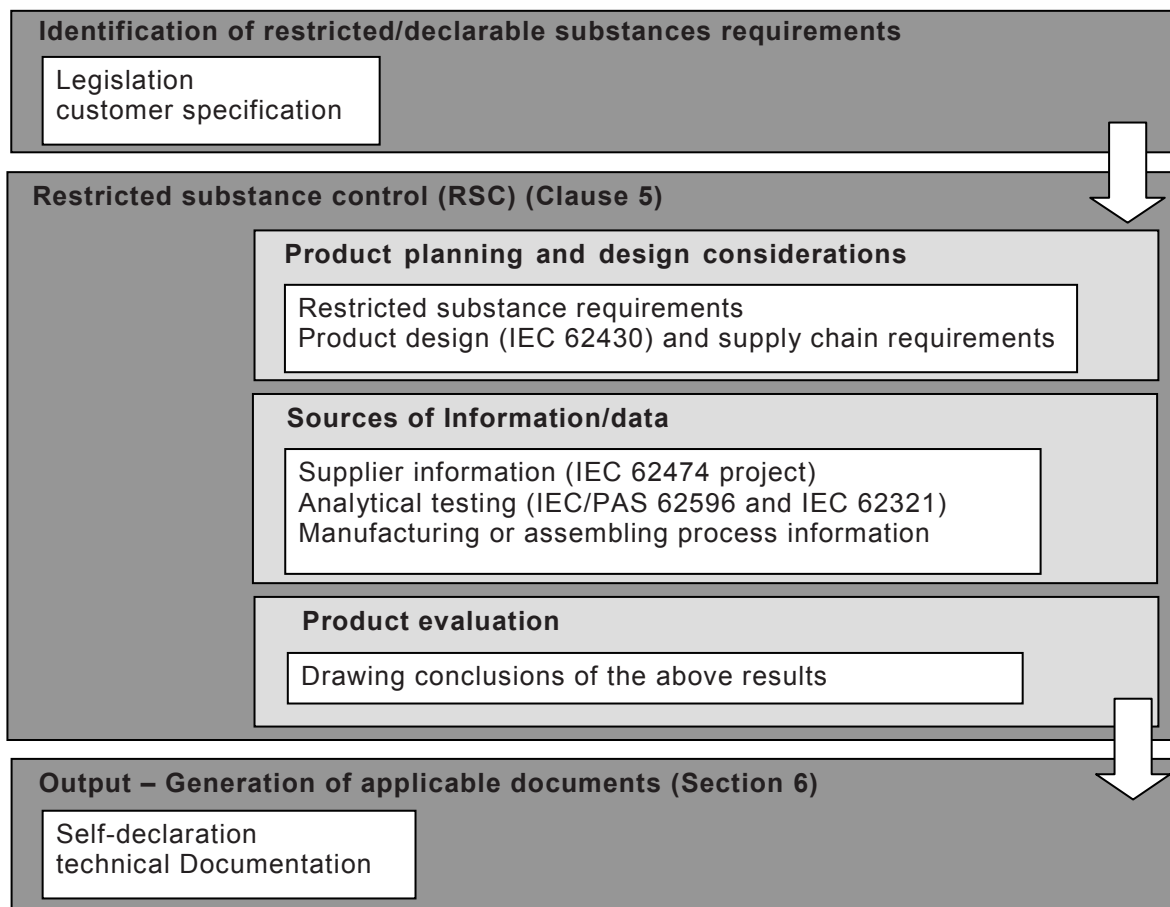 Identification of restricted/declarable substances requirements
Legislation
customer specification
Restricted substance control (RSC) (Clause 5)
Product planning and design considerations
Restricted substance requirements
Product design (IEC 62430) and supply chain requirements
Sources of Information/data
Supplier information (IEC 62474 project)
Analytical testing (IEC/PAS 62596 and IEC 62321)
Manufacturing or assembling process information
Product evaluation
Drawing conclusions of the above results
Output – Generation of applicable documents (Section 6)
Self-declaration
technical Documentation